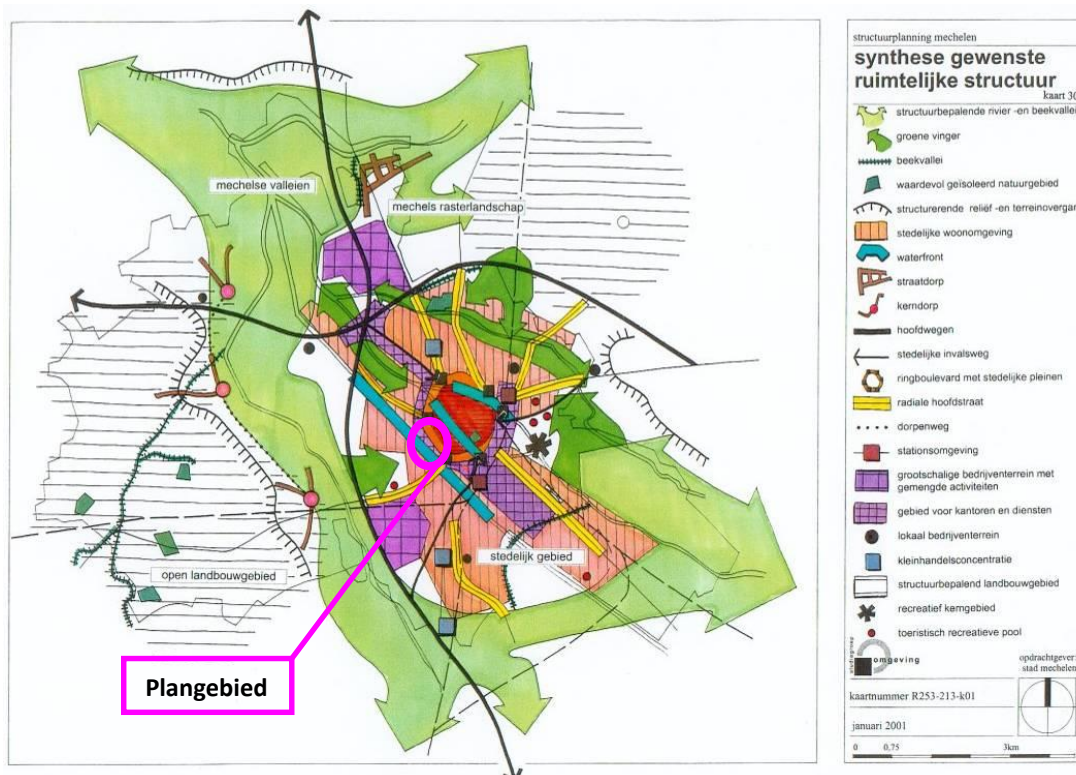 mechelse valleien
mechels rasterlandschap
stedelijk gebied
open landbouwgebied
Plangebied
structuurplanning mechelen
synthese gewenste
ruimtelijke structuur
kaart 30
structuurbepalende rivier -en beekvallei
groene vinger
beekvallei
waardevol geïsoleerd natuurgebied
structurerende reliëf -en terreinovergan
stedelijke woonomgeving
waterfront
straatdorp
kerndorp
hoofdwegen
stedelijke invalsweg
ringboulevard met stedelijke pleinen
radiale hoofdstraat
dorpenweg
stationsomgeving
grootschalige bedrijventerrein met
gemengde activiteiten
gebied voor kantoren en diensten
lokaal bedrijventerrein
kleinhandelsconcentratie
structuurbepalend landbouwgebied
recreatief kerngebied
toeristisch recreatieve pool
studiegroep
omgeving
opdrachtgever:
stad mechelen
kaartnummer R253-213-k01
januari 2001
0 0,75 3km